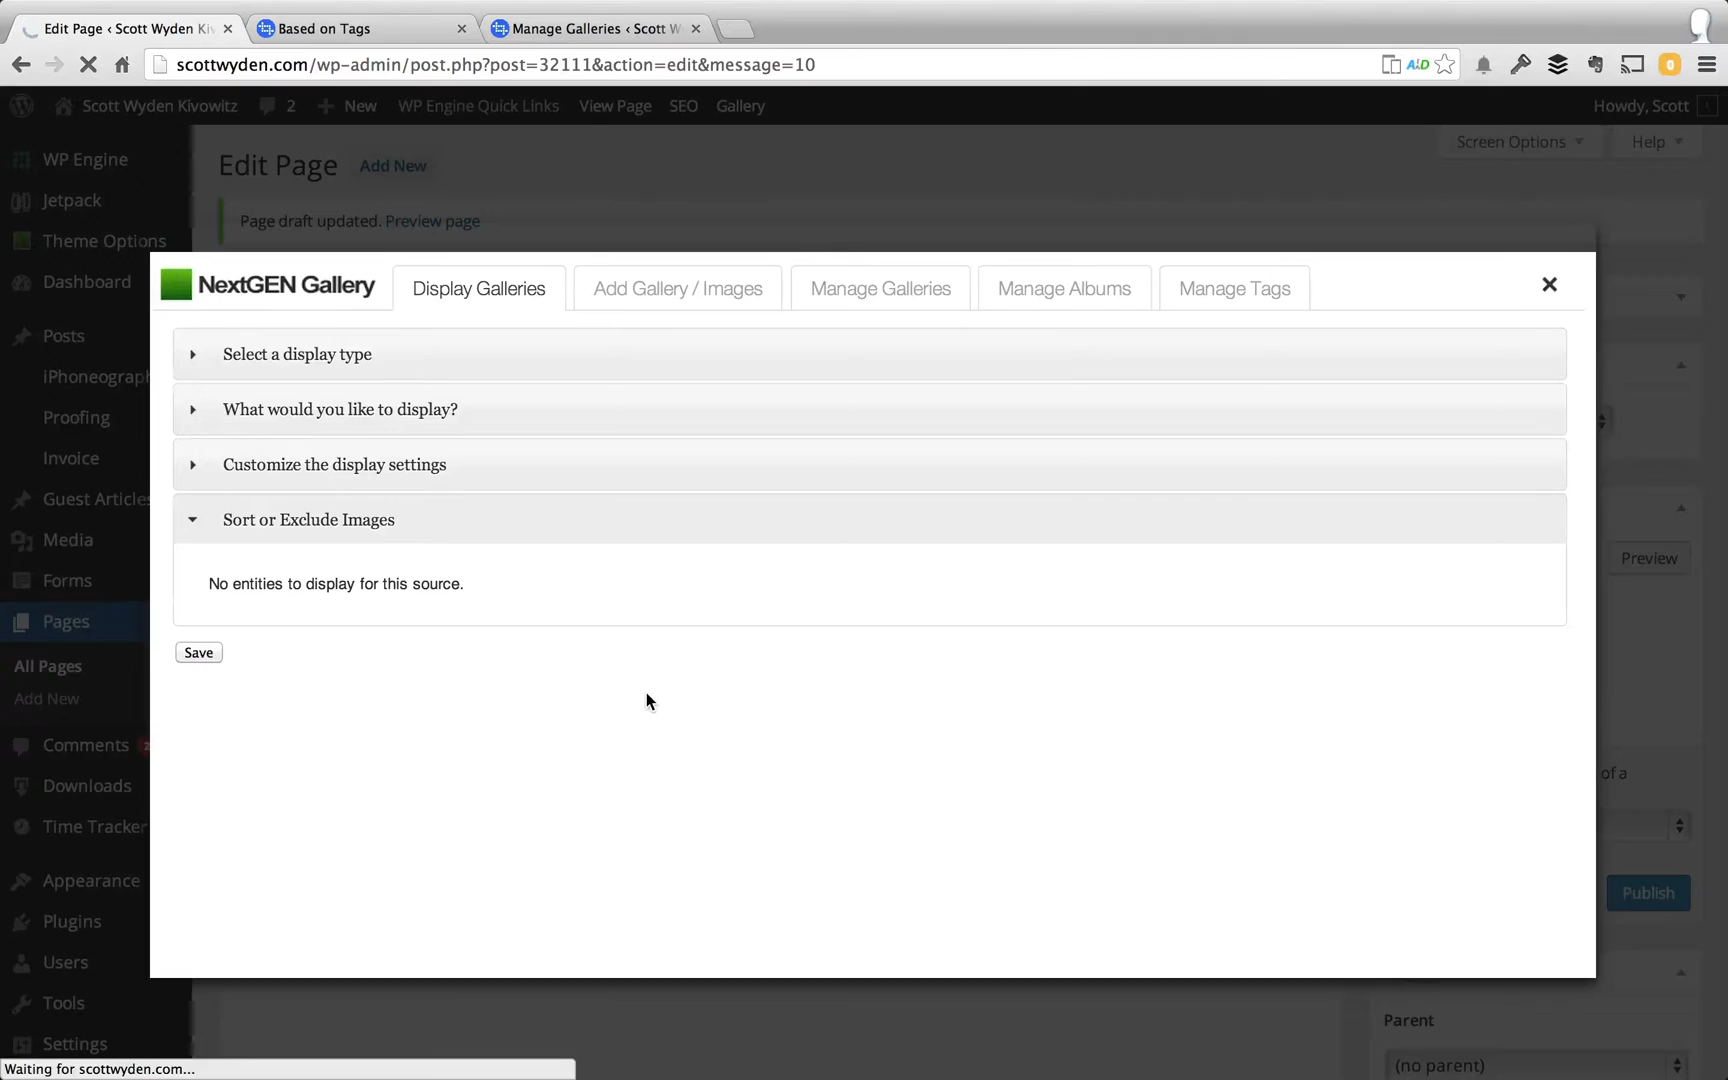 Edit Page ‹ Scott Wyden Kiv
Based on Tags
Manage Galleries ‹ Scott W
scottwyden.com/wp-admin/post.php?post=32111&action=edit&message=10
A\D
0
Scott Wyden Kivowitz
2
New
WP Engine Quick Links
View Page
SEO
Gallery
Howdy, Scott
WP Engine
Jetpack
Theme Options
Dashboard
Posts
iPhoneograph
Proofing
Invoice
Guest Articles
Media
Forms
Pages
All Pages
Add New
Comments 2
Downloads
Time Tracker
Appearance
Plugins
Users
Tools
Settings
Edit Page
Add New
Screen Options
Help
Page draft updated. Preview page
NextGEN Gallery
Display Galleries
Add Gallery / Images
Manage Galleries
Manage Albums
Manage Tags
Select a display type
What would you like to display?
Customize the display settings
Sort or Exclude Images
No entities to display for this source.
Save
Preview
of a
Publish
Parent
(no parent)
Waiting for scottwyden.com...